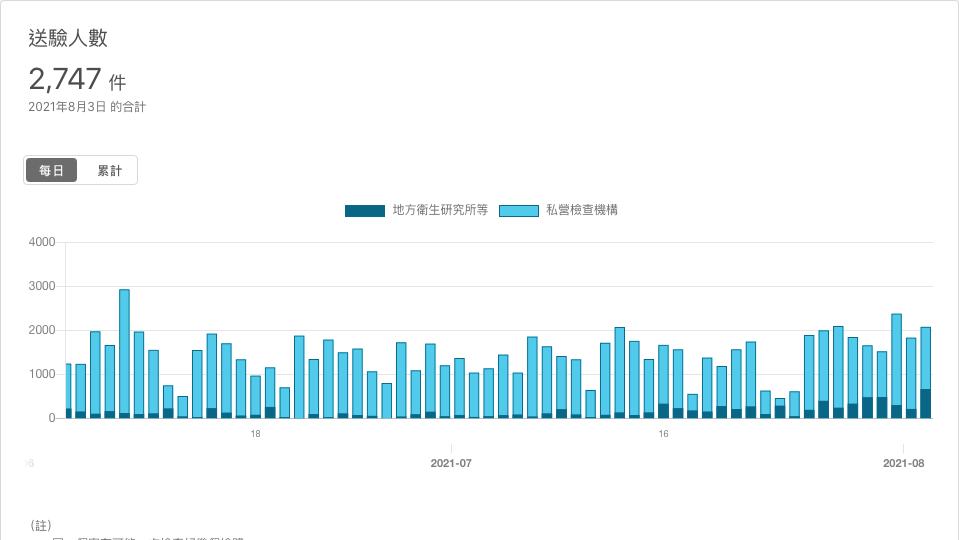 送驗人數
2,747 件
2021年8月3日 的合計
每日 累計
地方衛生研究所等 私營檢查機構
4000
3000
2000
1000
0
18 16
2021-07 2021-08
(註)